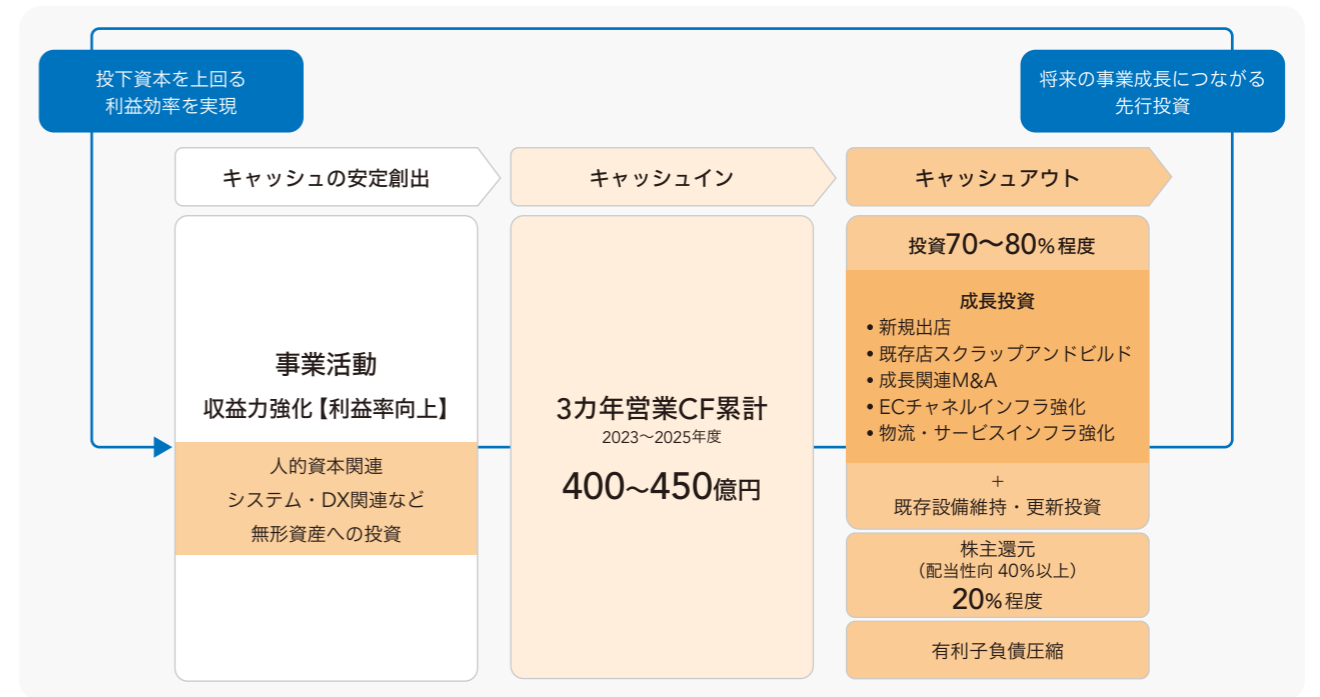 投下資本を上回る
利益効率を実現
将来の事業成長につながる
先行投資
キャッシュの安定創出
キャッシュイン
キャッシュアウト
事業活動
収益力強化【利益率向上】
人的資本関連
システム・DX関連など
無形資産への投資
3カ年営業CF累計
2023〜2025年度
400〜450億円
投資70〜80%程度
成長投資
•新規出店
•既存店スクラップアンドビルド
•成長関連M&A
•ECチャネルインフラ強化
•物流・サービスインフラ強化
+
既存設備維持・更新投資
株主還元
（配当性向 40%以上）
20%程度
有利子負債圧縮